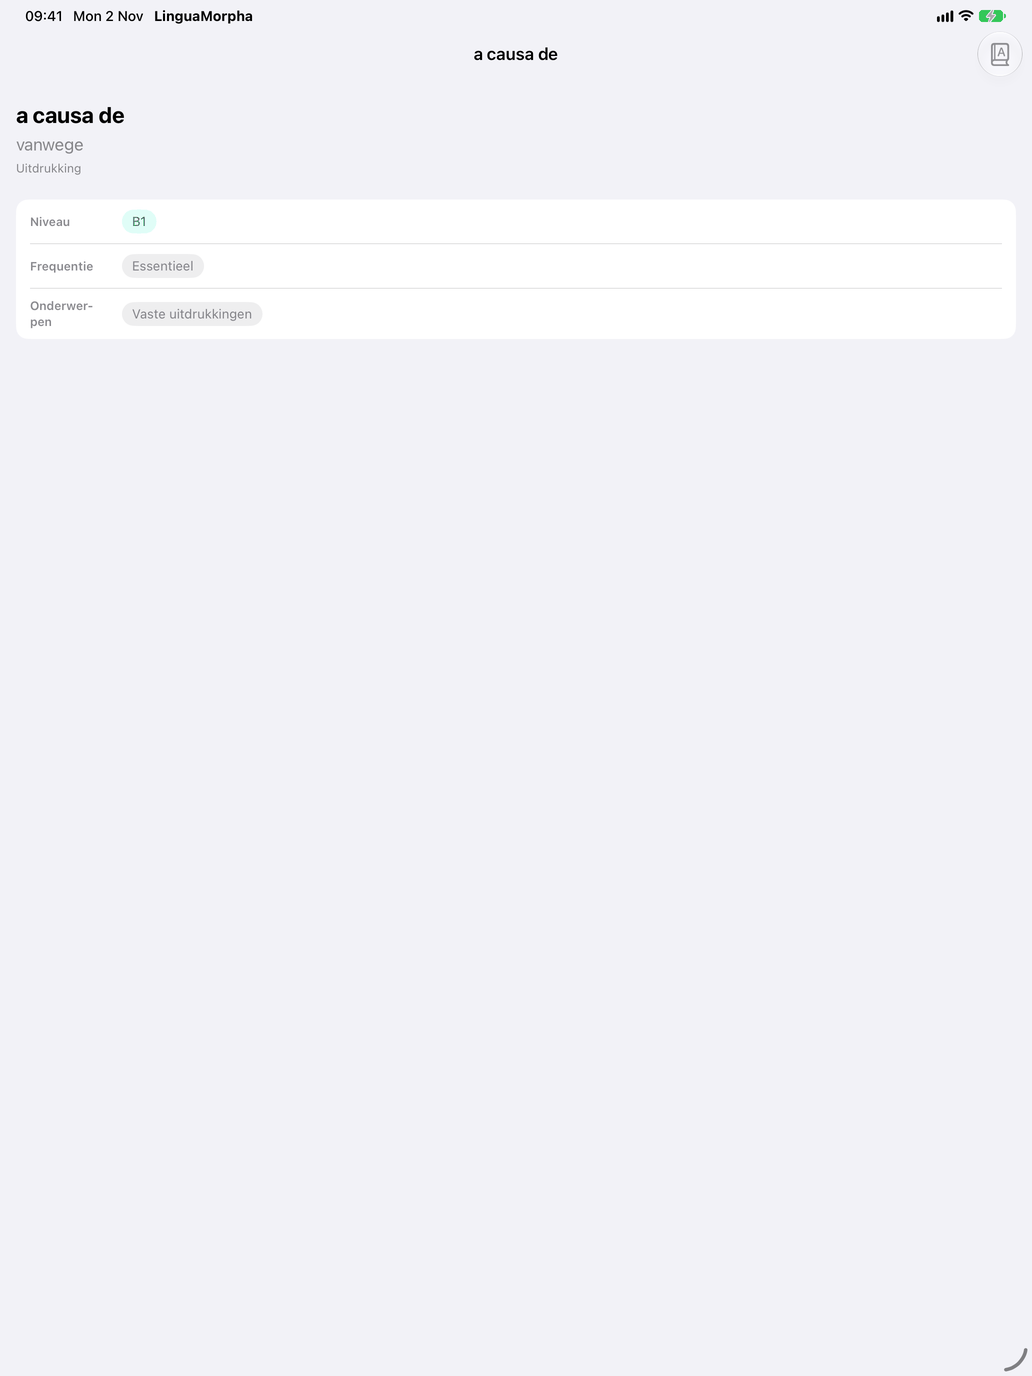 09:41 Mon 2 Nov LinguaMorpha
a causa de
A
a causa de
vanwege
Uitdrukking
Niveau B1
Frequentie Essentieel
Onderwer-
pen Vaste uitdrukkingen